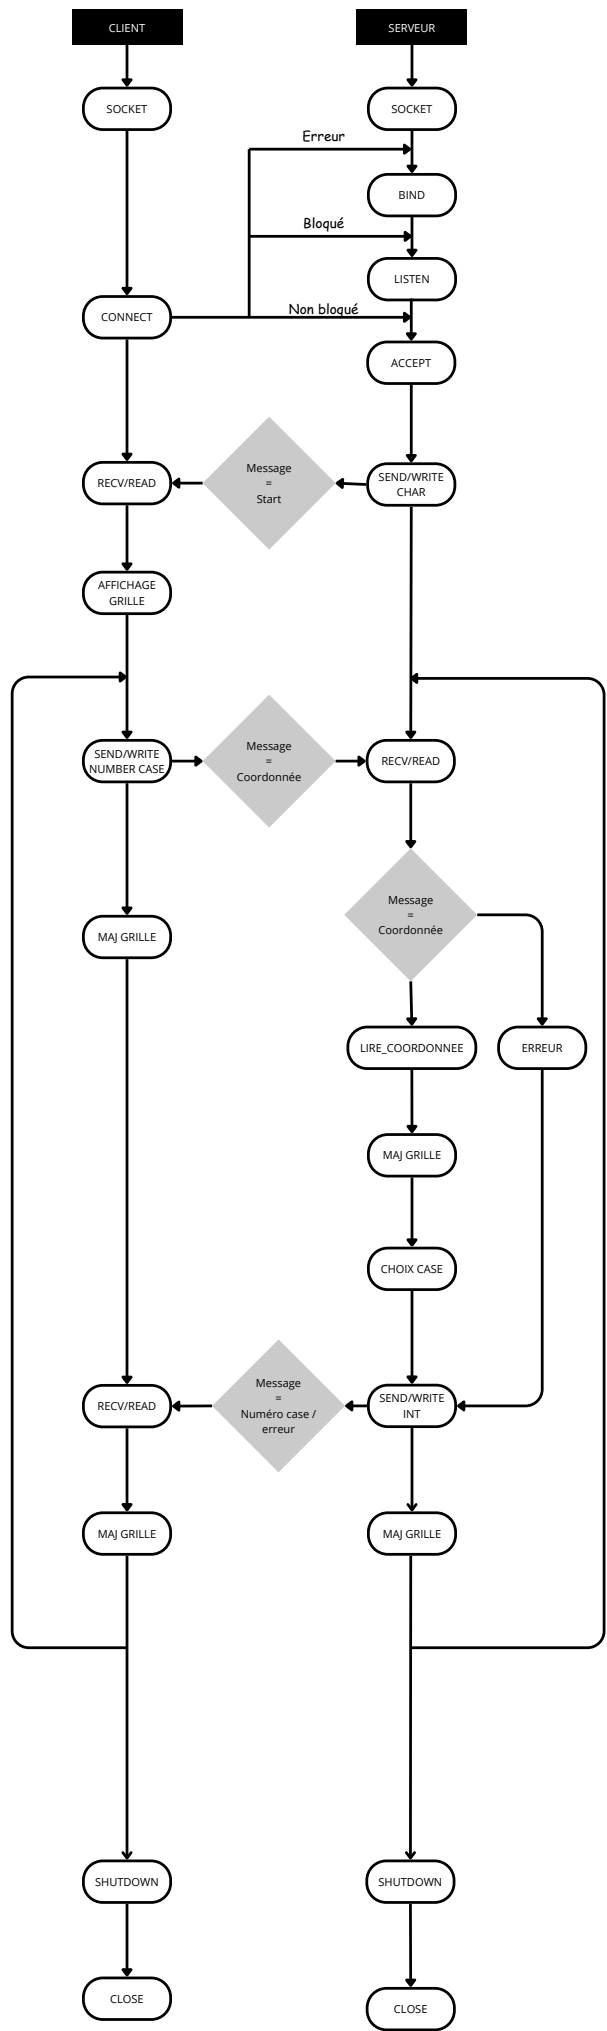 CLIENT
SERVEUR
SOCKET
SOCKET
Erreur
BIND
Bloqué
LISTEN
CONNECT
Non bloqué
ACCEPT
RECV/READ
Message
=
Start
SEND/WRITE
CHAR
AFFICHAGE
GRILLE
SEND/WRITE
NUMBER CASE
Message
=
Coordonnée
RECV/READ
Message
=
Coordonnée
MAJ GRILLE
LIRE_COORDONNEE
ERREUR
MAJ GRILLE
CHOIX CASE
RECV/READ
Message
=
Numéro case /
erreur
SEND/WRITE
INT
MAJ GRILLE
MAJ GRILLE
SHUTDOWN
SHUTDOWN
CLOSE
CLOSE